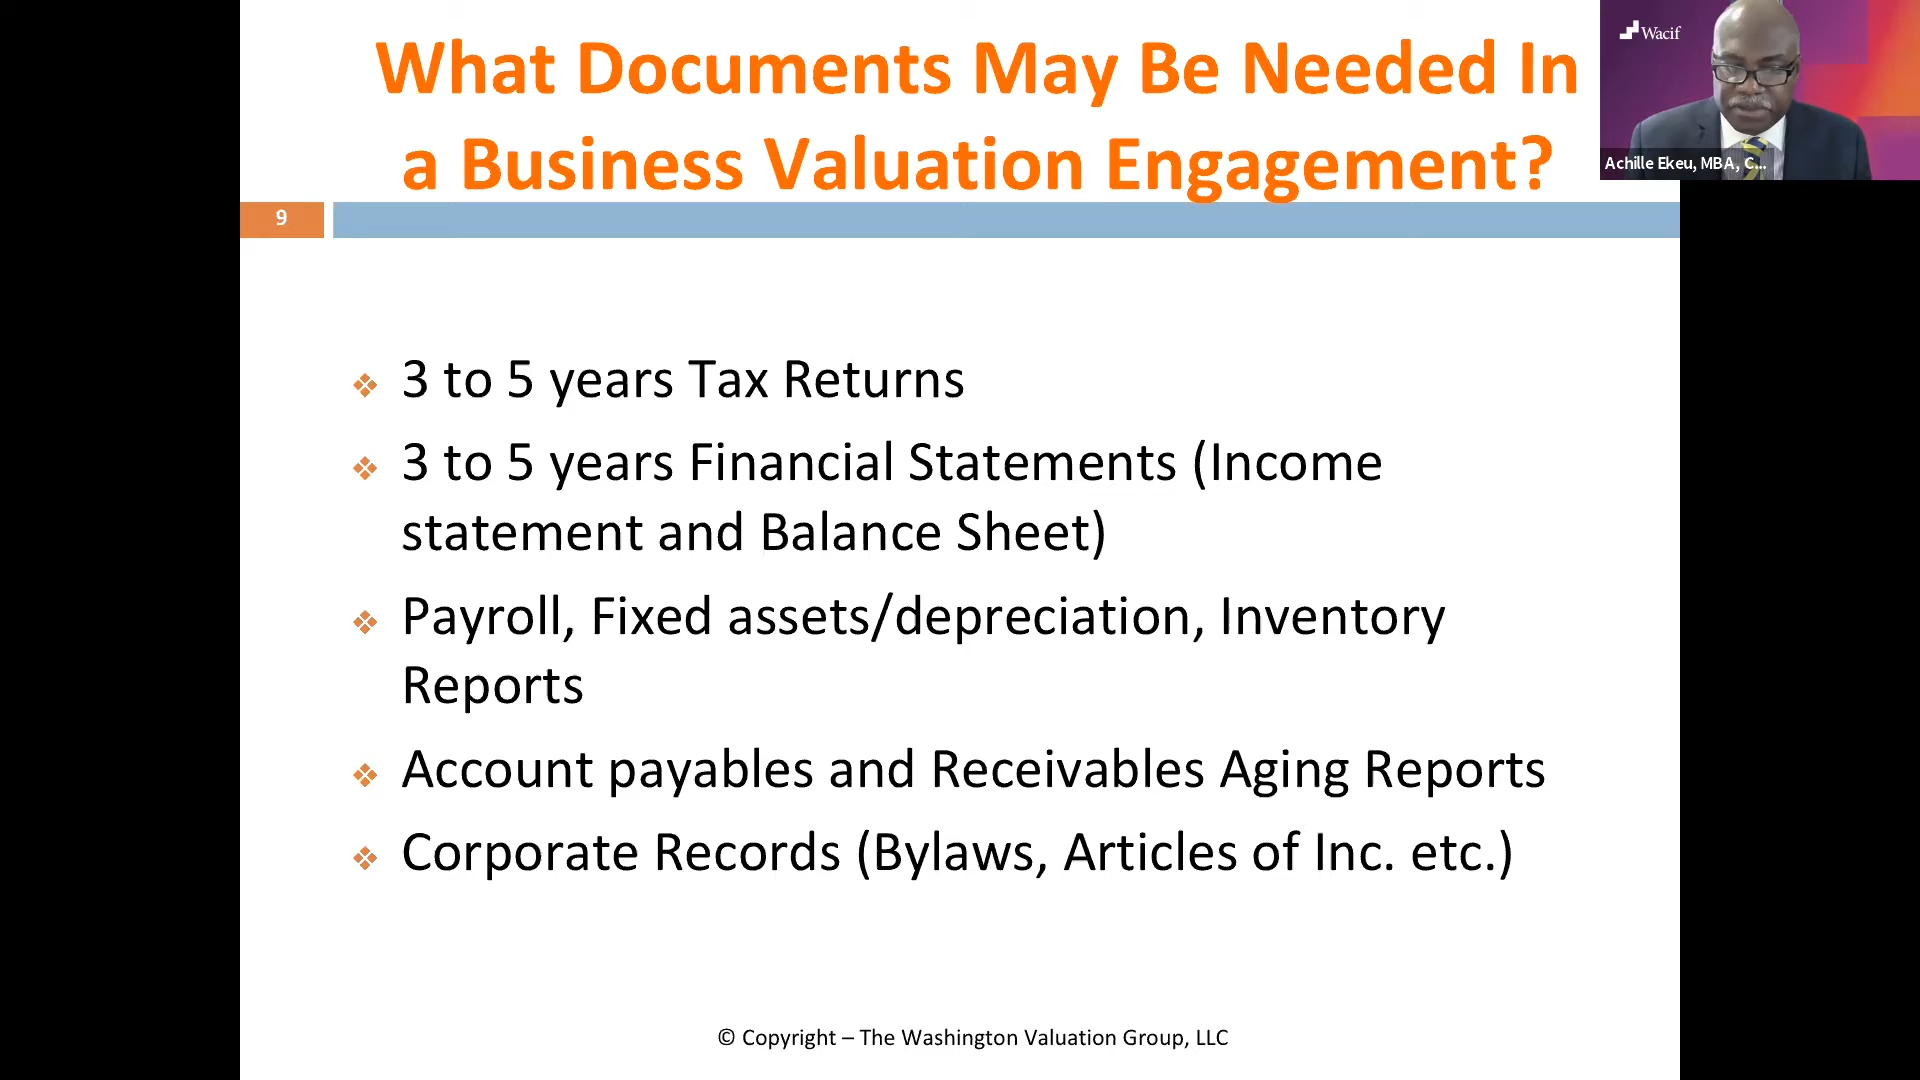 What Documents May Be Needed In
a Business Valuation Engagement?
Wacif
Achille Ekeu, MBA, C...
9
3 to 5 years Tax Returns
3 to 5 years Financial Statements (Income
statement and Balance Sheet)
Payroll, Fixed assets/depreciation, Inventory
Reports
Account payables and Receivables Aging Reports
Corporate Records (Bylaws, Articles of Inc. etc.)
© Copyright – The Washington Valuation Group, LLC